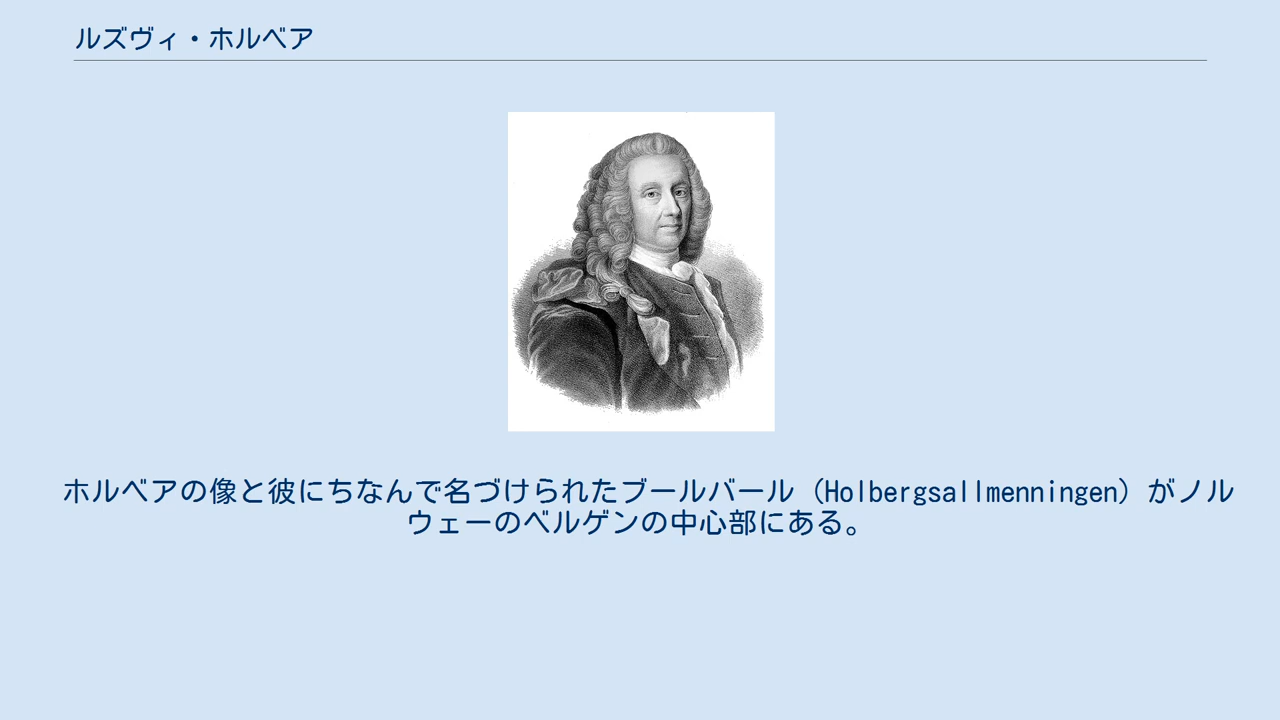 ルズヴィ・ホルベア
ホルベアの像と彼にちなんで名づけられたブールバール（Holbergsallmenningen）がノル
ウェーのベルゲンの中心部にある。